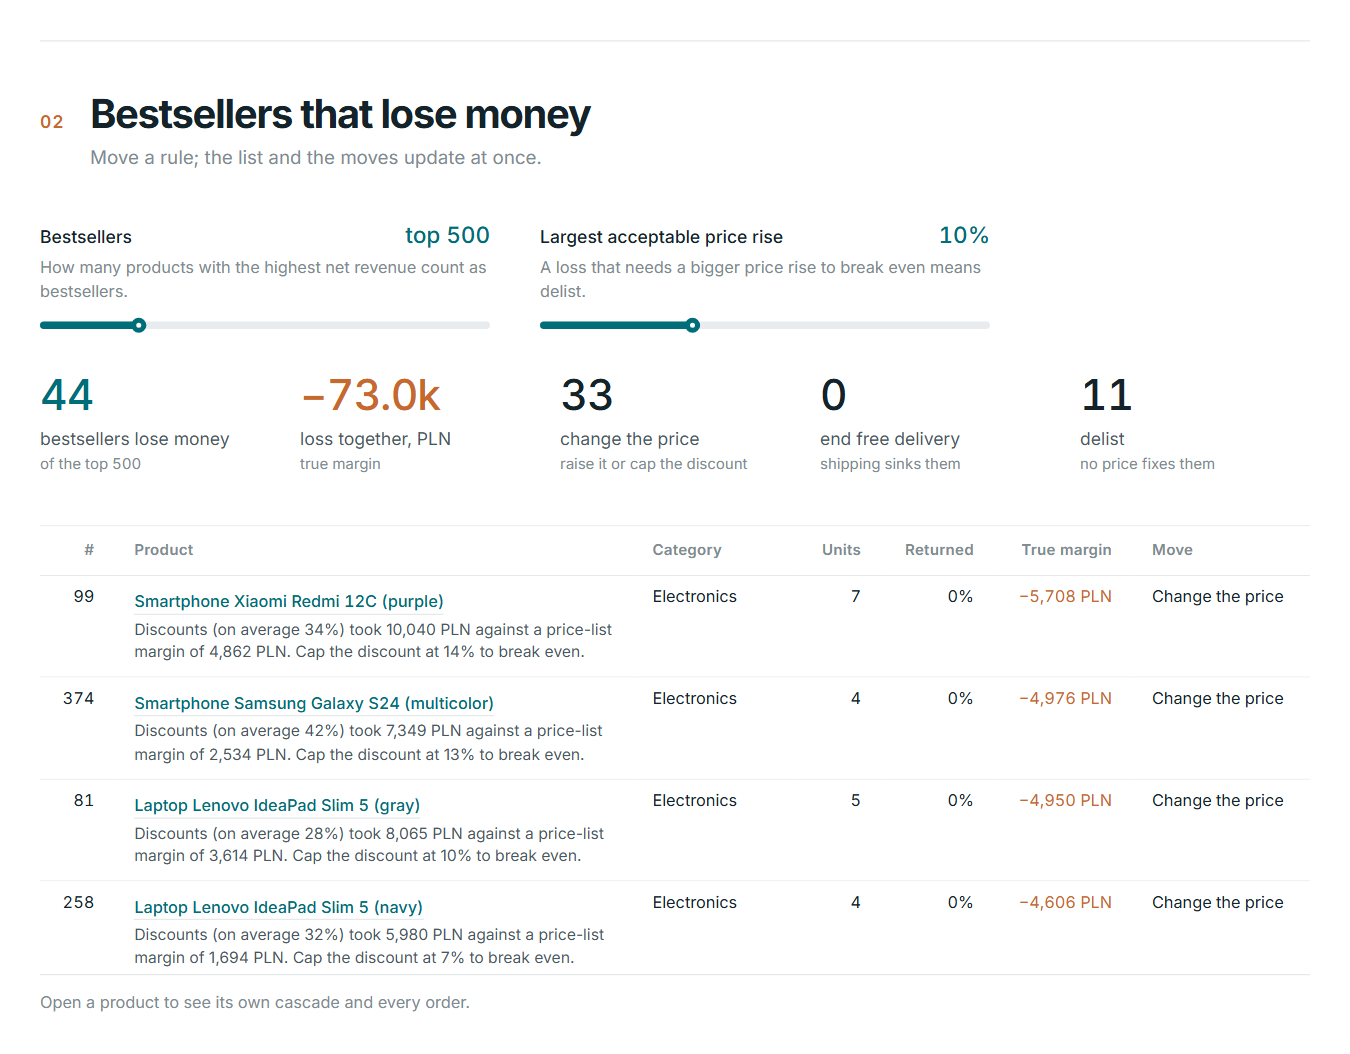 02 Bestsellers that lose money
Move a rule; the list and the moves update at once.
Bestsellers top 500
How many products with the highest net revenue count as
bestsellers.
Largest acceptable price rise 10%
A loss that needs a bigger price rise to break even means
delist.
44
bestsellers lose money
of the top 500
−73.0k
loss together, PLN
true margin
33
change the price
raise it or cap the discount
0
end free delivery
shipping sinks them
11
delist
no price fixes them
# Product Category Units Returned True margin Move
99 Smartphone Xiaomi Redmi 12C (purple) Electronics 7 0% −5,708 PLN Change the price
Discounts (on average 34%) took 10,040 PLN against a price-list
margin of 4,862 PLN. Cap the discount at 14% to break even.
374 Smartphone Samsung Galaxy S24 (multicolor) Electronics 4 0% −4,976 PLN Change the price
Discounts (on average 42%) took 7,349 PLN against a price-list
margin of 2,534 PLN. Cap the discount at 13% to break even.
81 Laptop Lenovo IdeaPad Slim 5 (gray) Electronics 5 0% −4,950 PLN Change the price
Discounts (on average 28%) took 8,065 PLN against a price-list
margin of 3,614 PLN. Cap the discount at 10% to break even.
258 Laptop Lenovo IdeaPad Slim 5 (navy) Electronics 4 0% −4,606 PLN Change the price
Discounts (on average 32%) took 5,980 PLN against a price-list
margin of 1,694 PLN. Cap the discount at 7% to break even.
Open a product to see its own cascade and every order.